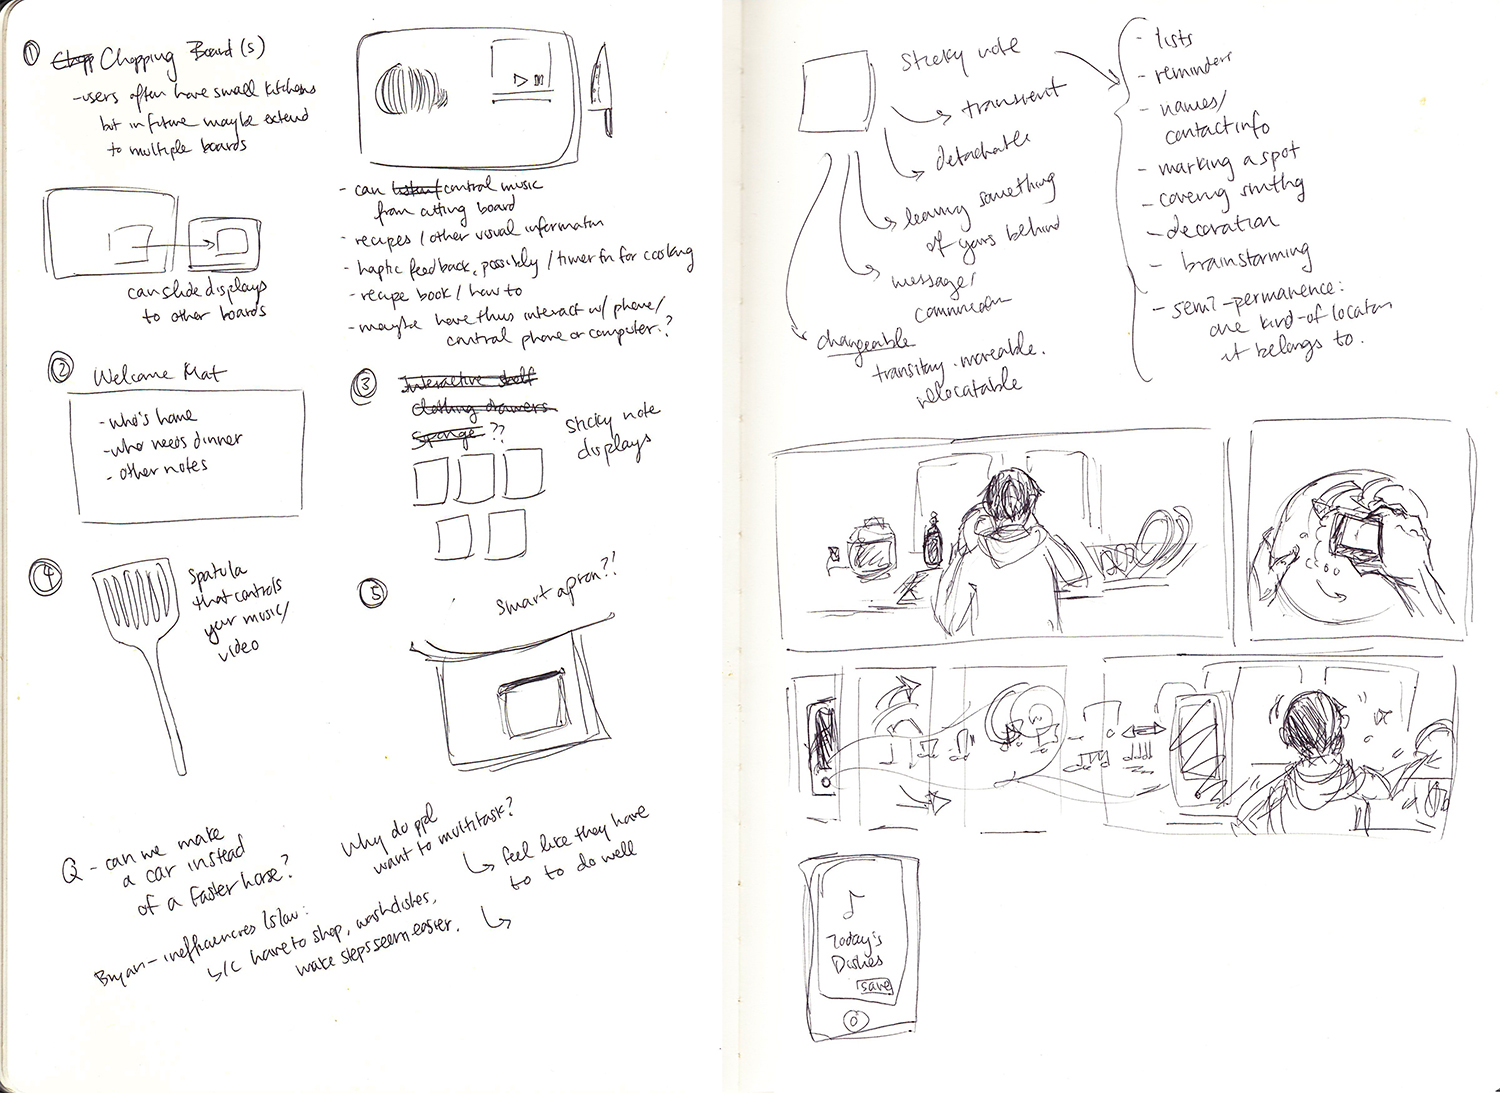 ① Chopping Board(s)
- users often have small kitchens
but in future maybe extend
to multiple boards
can slide displays
to other boards
- can control music
from cutting board
- recipes / other visual information
- haptic feedback, possibly / timer fn for cooking
- recipe book / how to
- maybe have this interact w/ phone/
control phone or computer..?
② Welcome Mat
- who's home
- who needs dinner
- other notes
③ Interactive shelf
clothing drawers
sponge ??
sticky note
displays
④ spatula
that controls
your music/
video
⑤ smart apron?!
Q - can we make
a car instead
of a faster horse?
Why do ppl
want to multitask?
feel like they have
to to do well
Bryan - inefficiencies
b/c have to shop, wash dishes,
make steps seem easier.
Sticky note
transient
detachable
leaving something
of yours behind
message/
changeable
transitory. moveable.
relocatable
- lists
- reminders
- names/
contact info
- marking a spot
- covering smthg
- decoration
- brainstorming
- semi-permanence:
one kind-of location
it belongs to.
Today's
Dishes
save